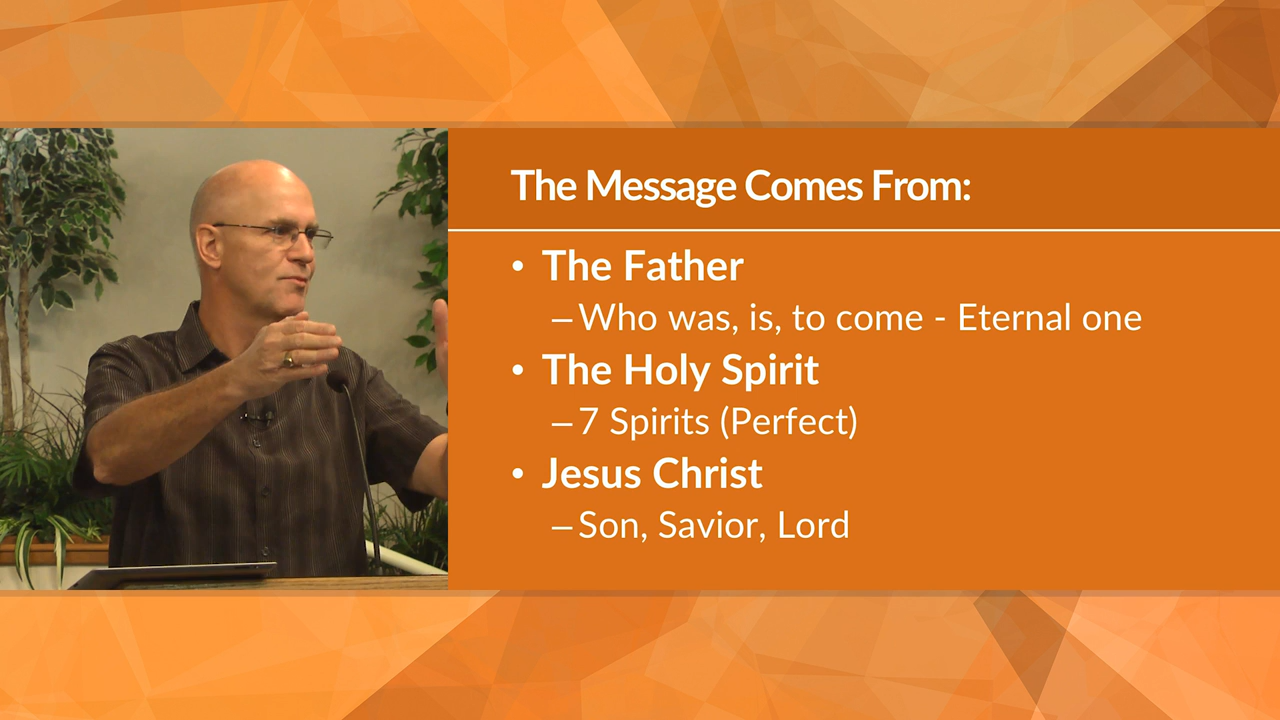 The Message Comes From:
• The Father
– Who was, is, to come - Eternal one
• The Holy Spirit
– 7 Spirits (Perfect)
• Jesus Christ
– Son, Savior, Lord